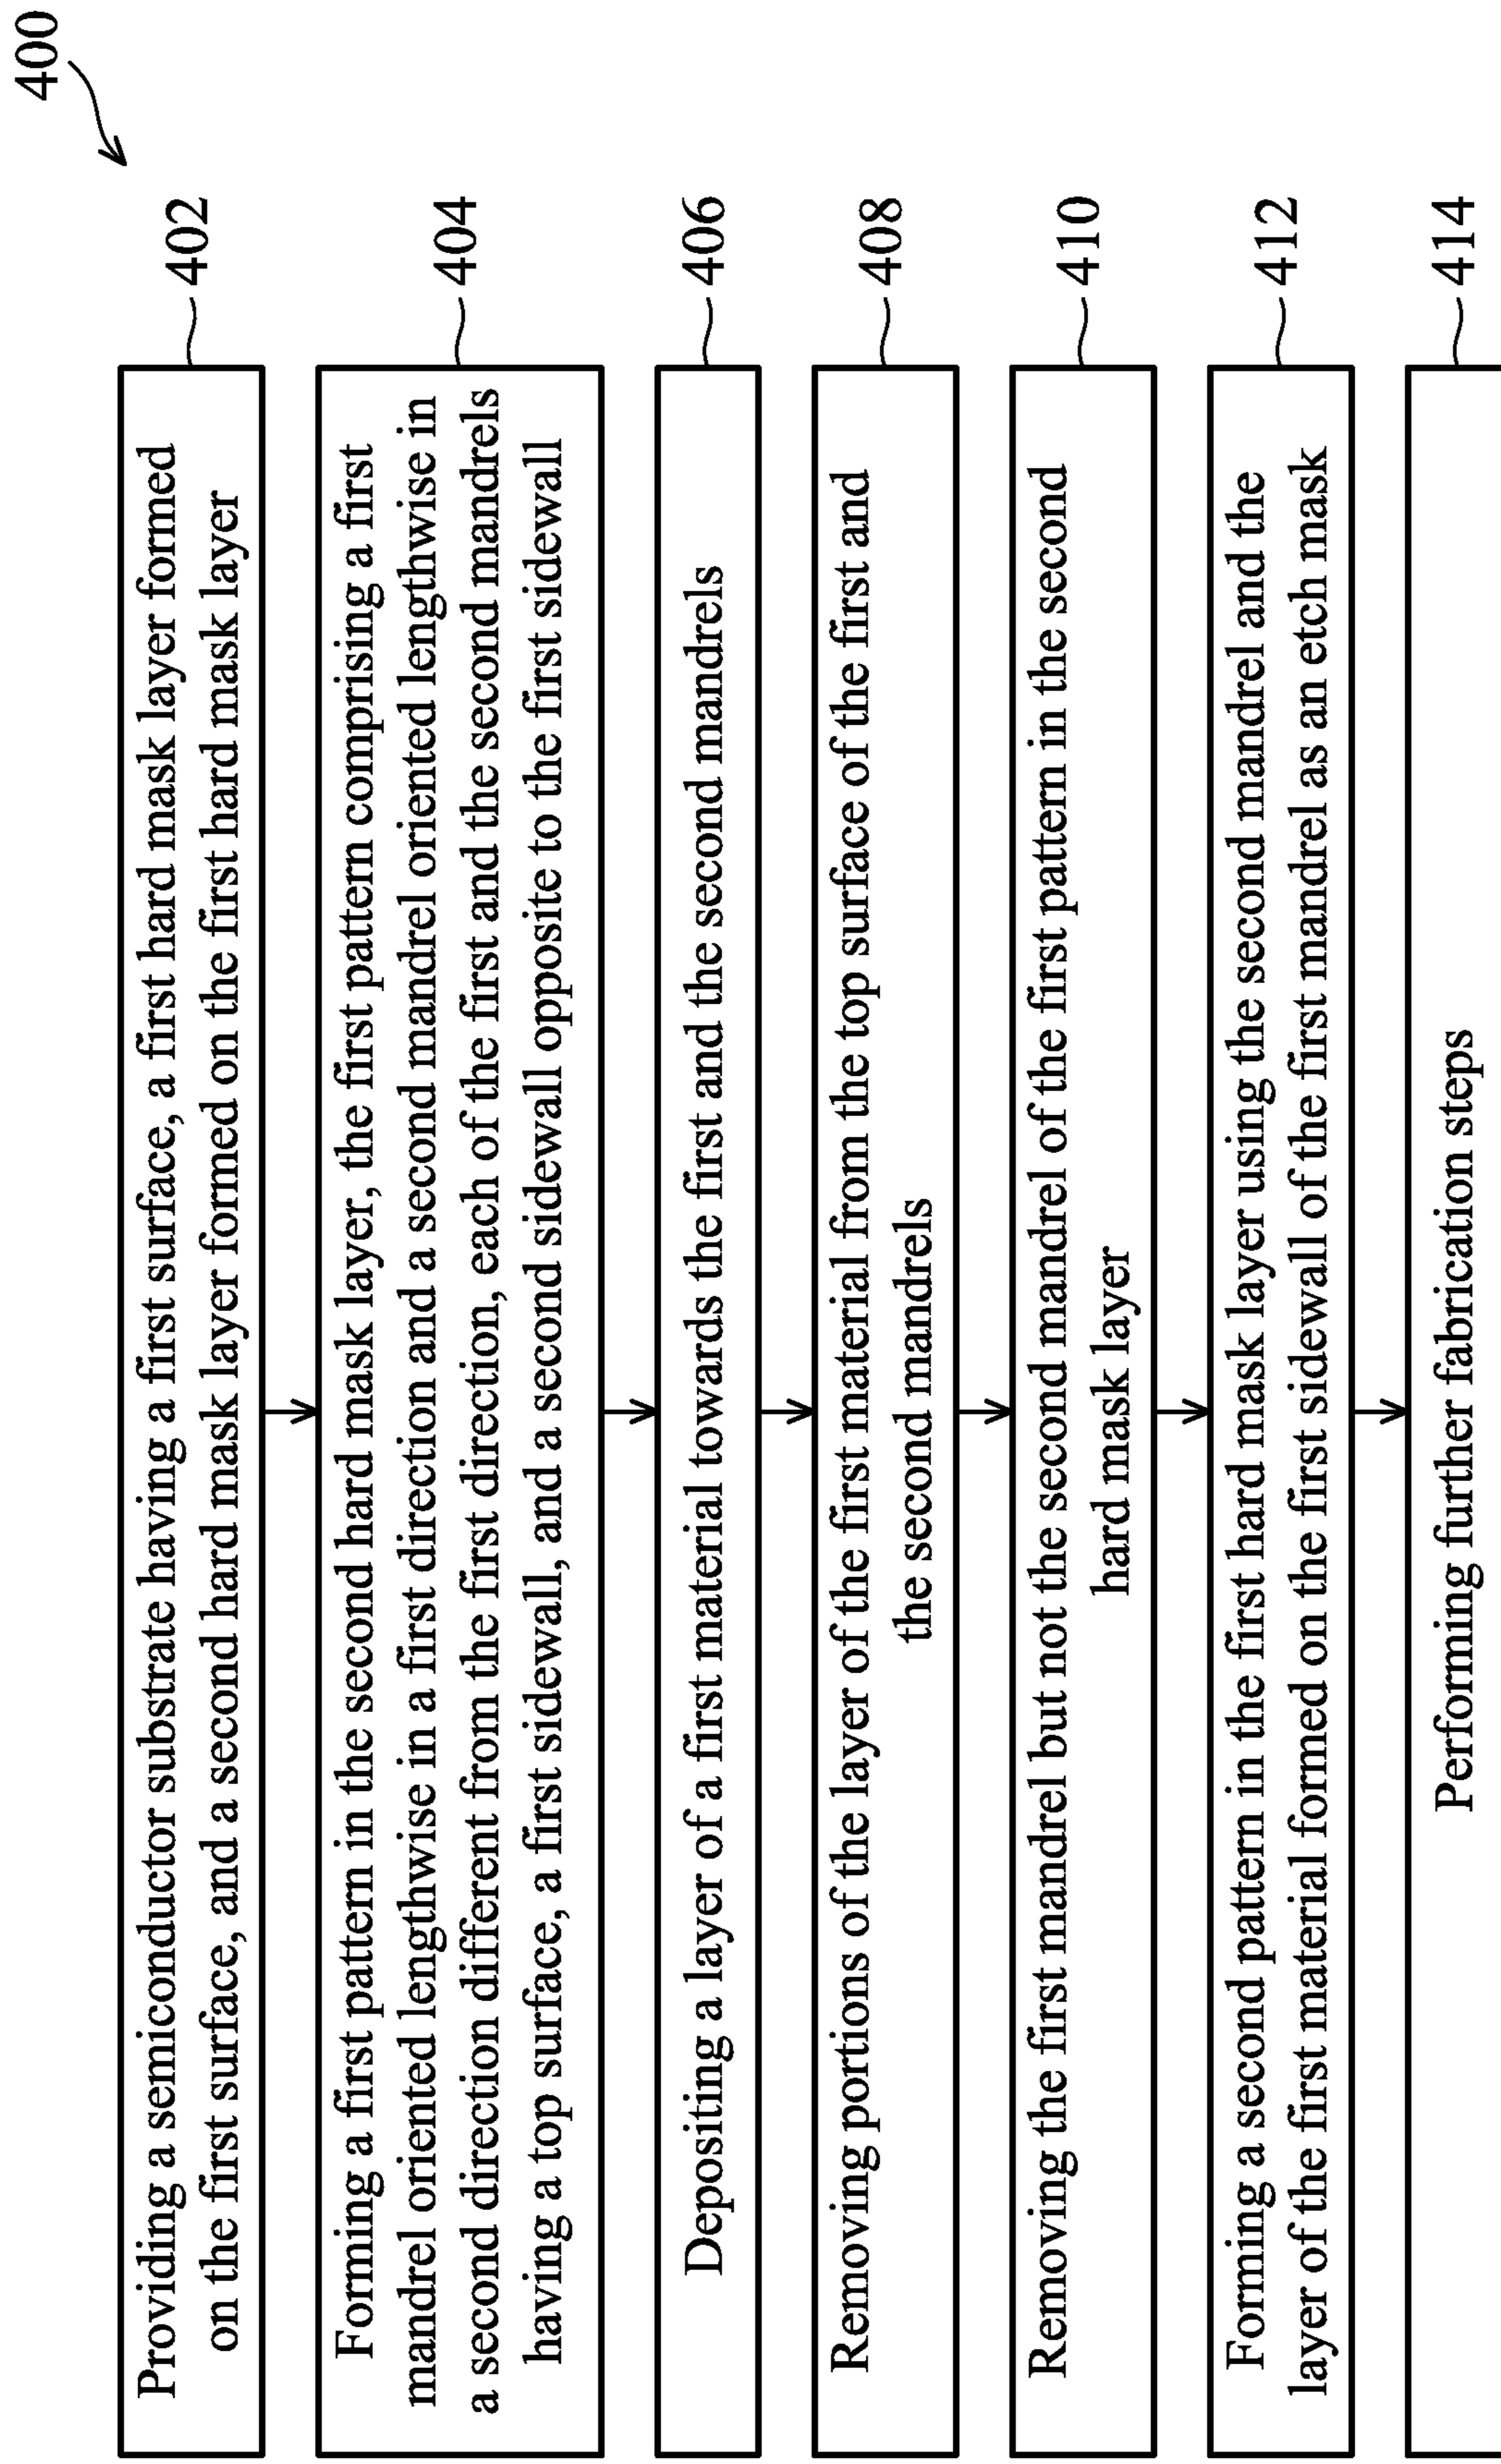 400
Providing a semiconductor substrate having a first surface, a first hard mask layer formed
on the first surface, and a second hard mask layer formed on the first hard mask layer
402
Forming a first pattern in the second hard mask layer, the first pattern comprising a first
mandrel oriented lengthwise in a first direction and a second mandrel oriented lengthwise in
a second direction different from the first direction, each of the first and the second mandrels
having a top surface, a first sidewall, and a second sidewall opposite to the first sidewall
404
Depositing a layer of a first material towards the first and the second mandrels
406
Removing portions of the layer of the first material from the top surface of the first and
the second mandrels
408
Removing the first mandrel but not the second mandrel of the first pattern in the second
hard mask layer
410
Forming a second pattern in the first hard mask layer using the second mandrel and the
layer of the first material formed on the first sidewall of the first mandrel as an etch mask
412
Performing further fabrication steps
414